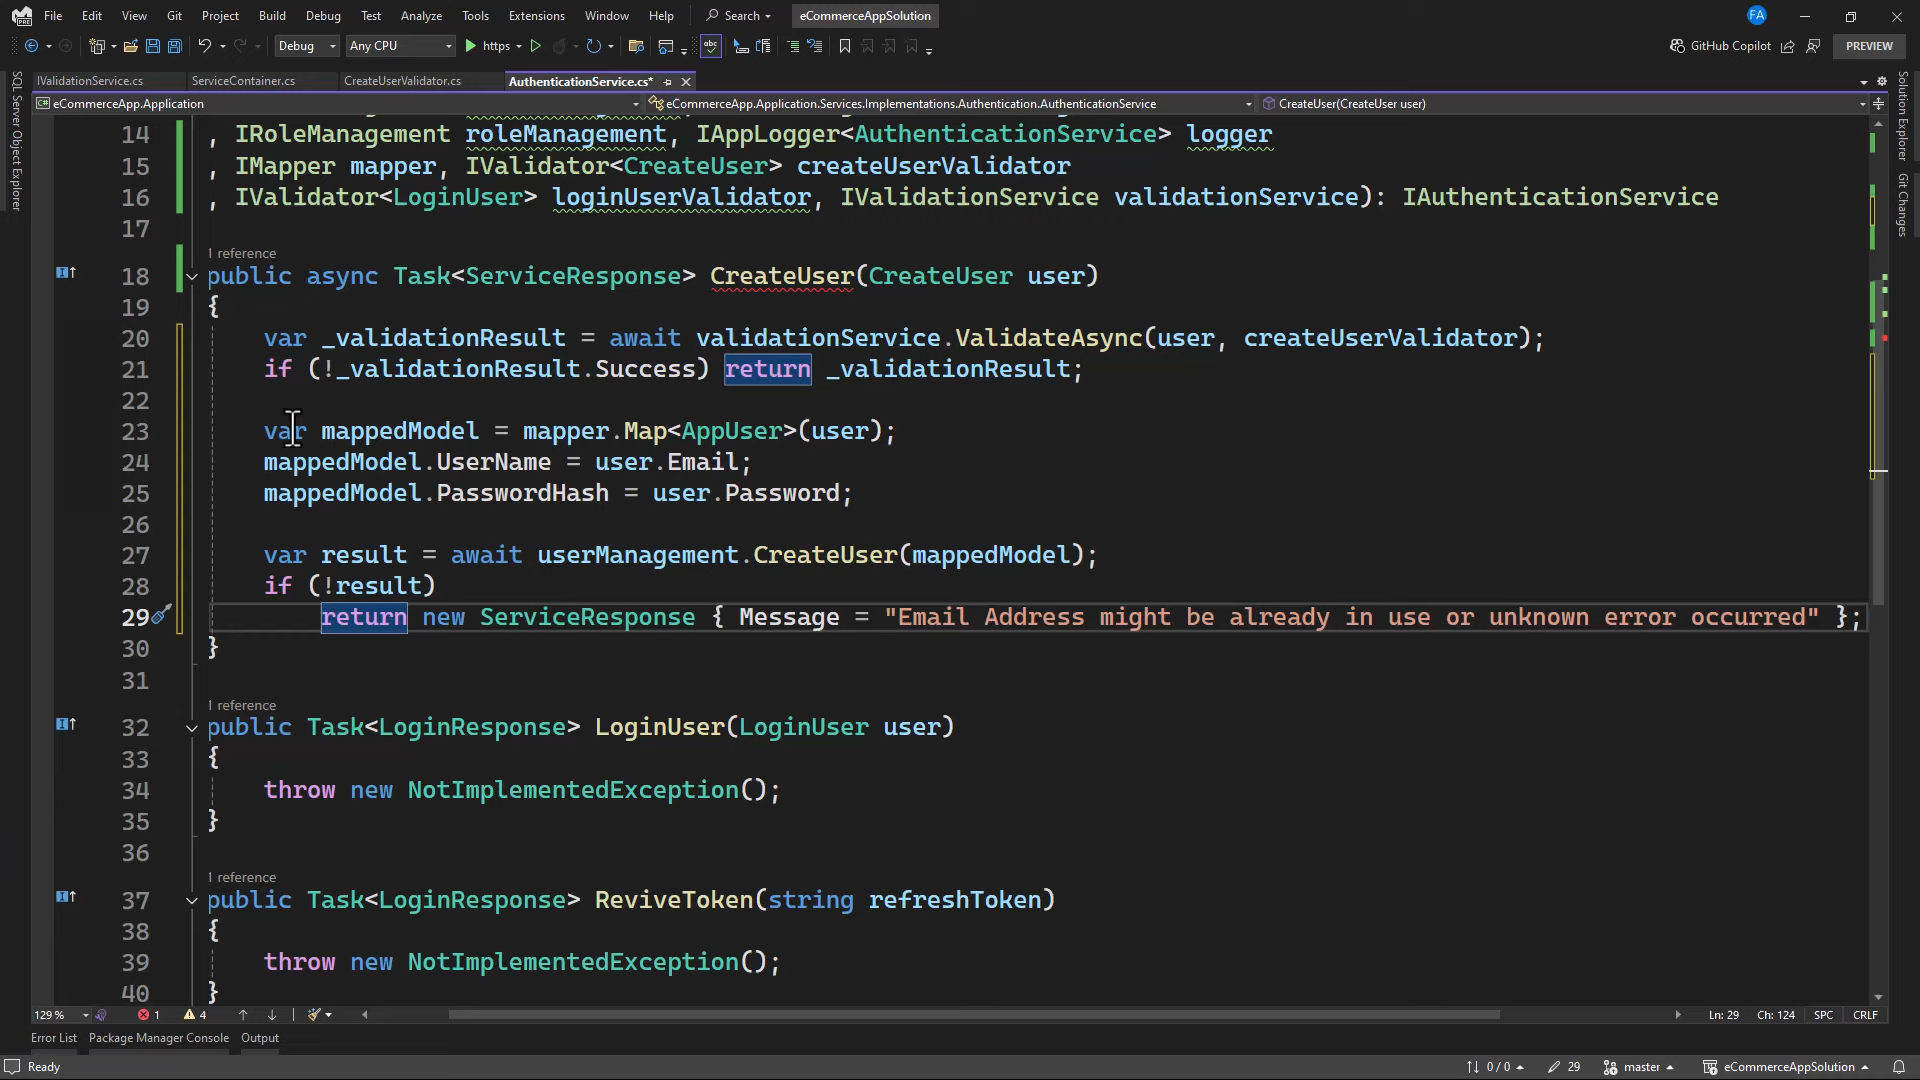 File Edit View Git Project Build Debug Test Analyze Tools Extensions Window Help Search eCommerceAppSolution FA
Debug Any CPU https GitHub Copilot PREVIEW
IValidationService.cs ServiceContainer.cs CreateUserValidator.cs AuthenticationService.cs*
eCommerceApp.Application eCommerceApp.Application.Services.Implementations.Authentication.AuthenticationService CreateUser(CreateUser user)
SQL Server Object Explorer
Solution Explorer
Git Changes
14 , IRoleManagement roleManagement, IAppLogger<AuthenticationService> logger
15 , IMapper mapper, IValidator<CreateUser> createUserValidator
16 , IValidator<LoginUser> loginUserValidator, IValidationService validationService): IAuthenticationService
17
1 reference
18 public async Task<ServiceResponse> CreateUser(CreateUser user)
19 {
20 var _validationResult = await validationService.ValidateAsync(user, createUserValidator);
21 if (!_validationResult.Success) return _validationResult;
22
23 var mappedModel = mapper.Map<AppUser>(user);
24 mappedModel.UserName = user.Email;
25 mappedModel.PasswordHash = user.Password;
26
27 var result = await userManagement.CreateUser(mappedModel);
28 if (!result)
29 return new ServiceResponse { Message = "Email Address might be already in use or unknown error occurred" };
30 }
31
1 reference
32 public Task<LoginResponse> LoginUser(LoginUser user)
33 {
34 throw new NotImplementedException();
35 }
36
1 reference
37 public Task<LoginResponse> ReviveToken(string refreshToken)
38 {
39 throw new NotImplementedException();
40 }
129 % 1 4 Ln: 29 Ch: 124 SPC CRLF
Error List Package Manager Console Output
Ready 0 / 0 29 master eCommerceAppSolution